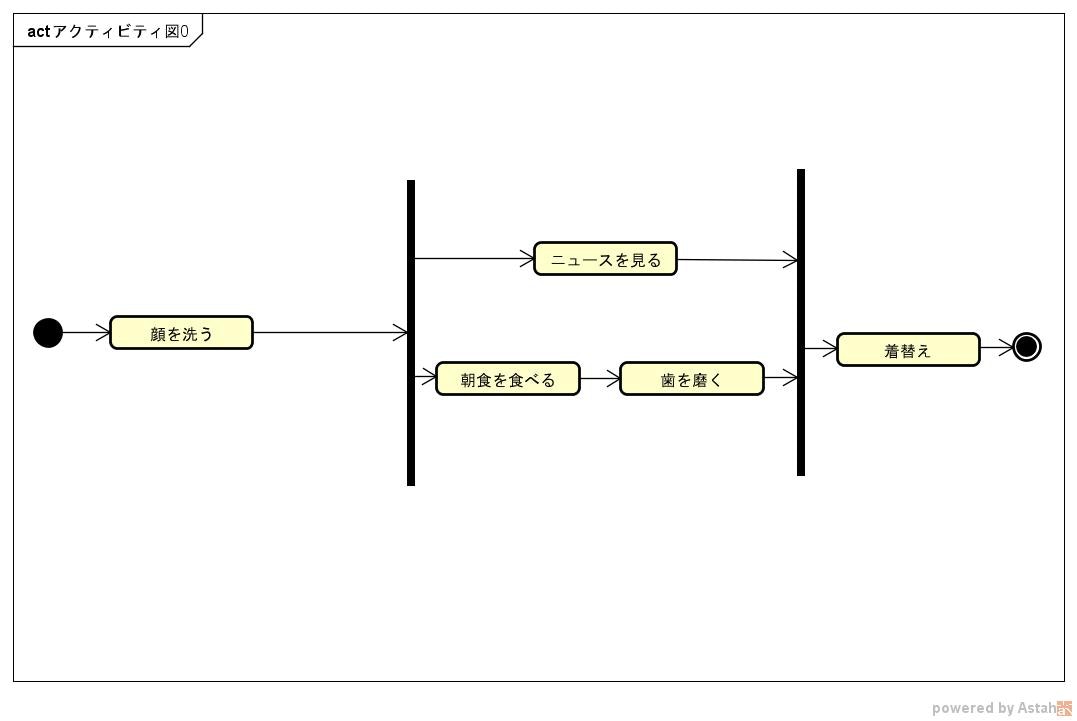 act アクティビティ図0
ニュースを見る
顔を洗う
朝食を食べる
歯を磨く
着替え
powered by Astah